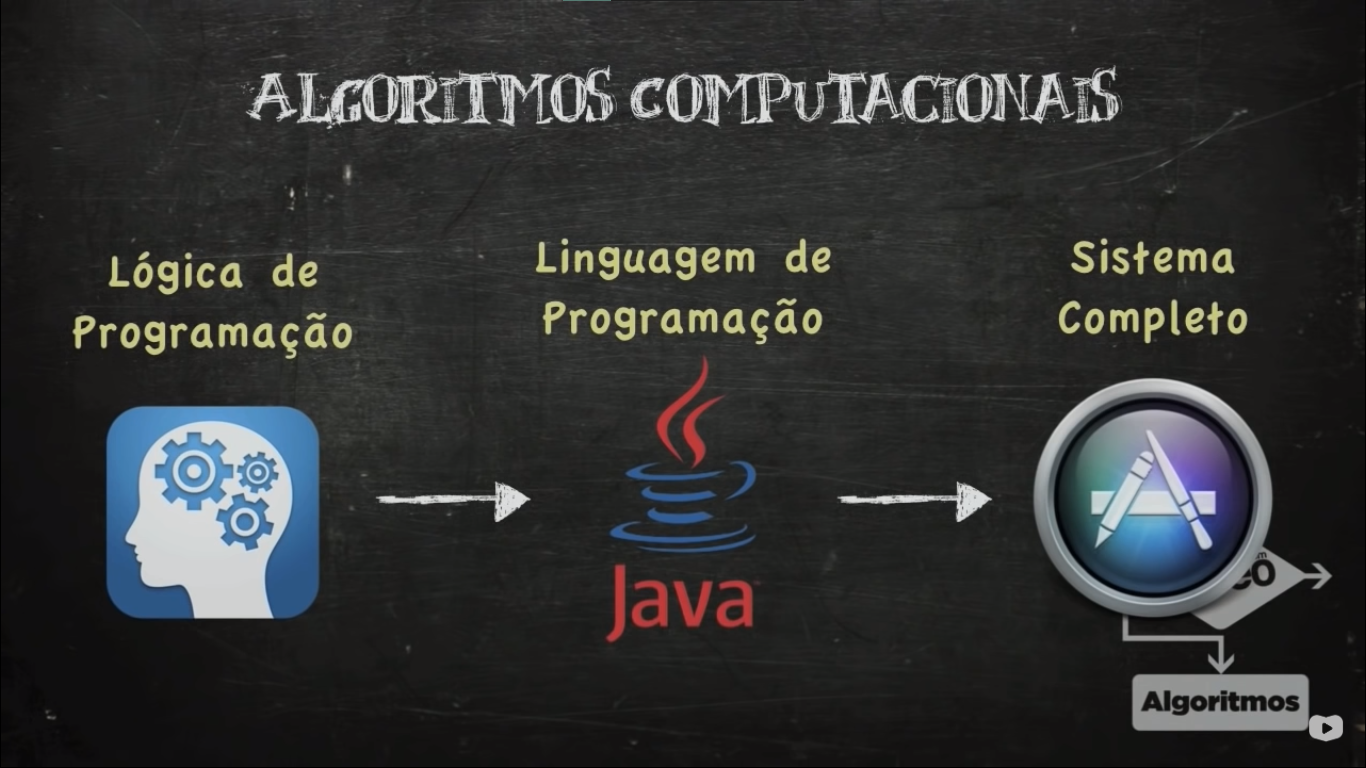 ALGORITMOS COMPUTACIONAIS
Lógica de
Programação
Linguagem de
Programação
Sistema
Completo
Java
Algoritmos